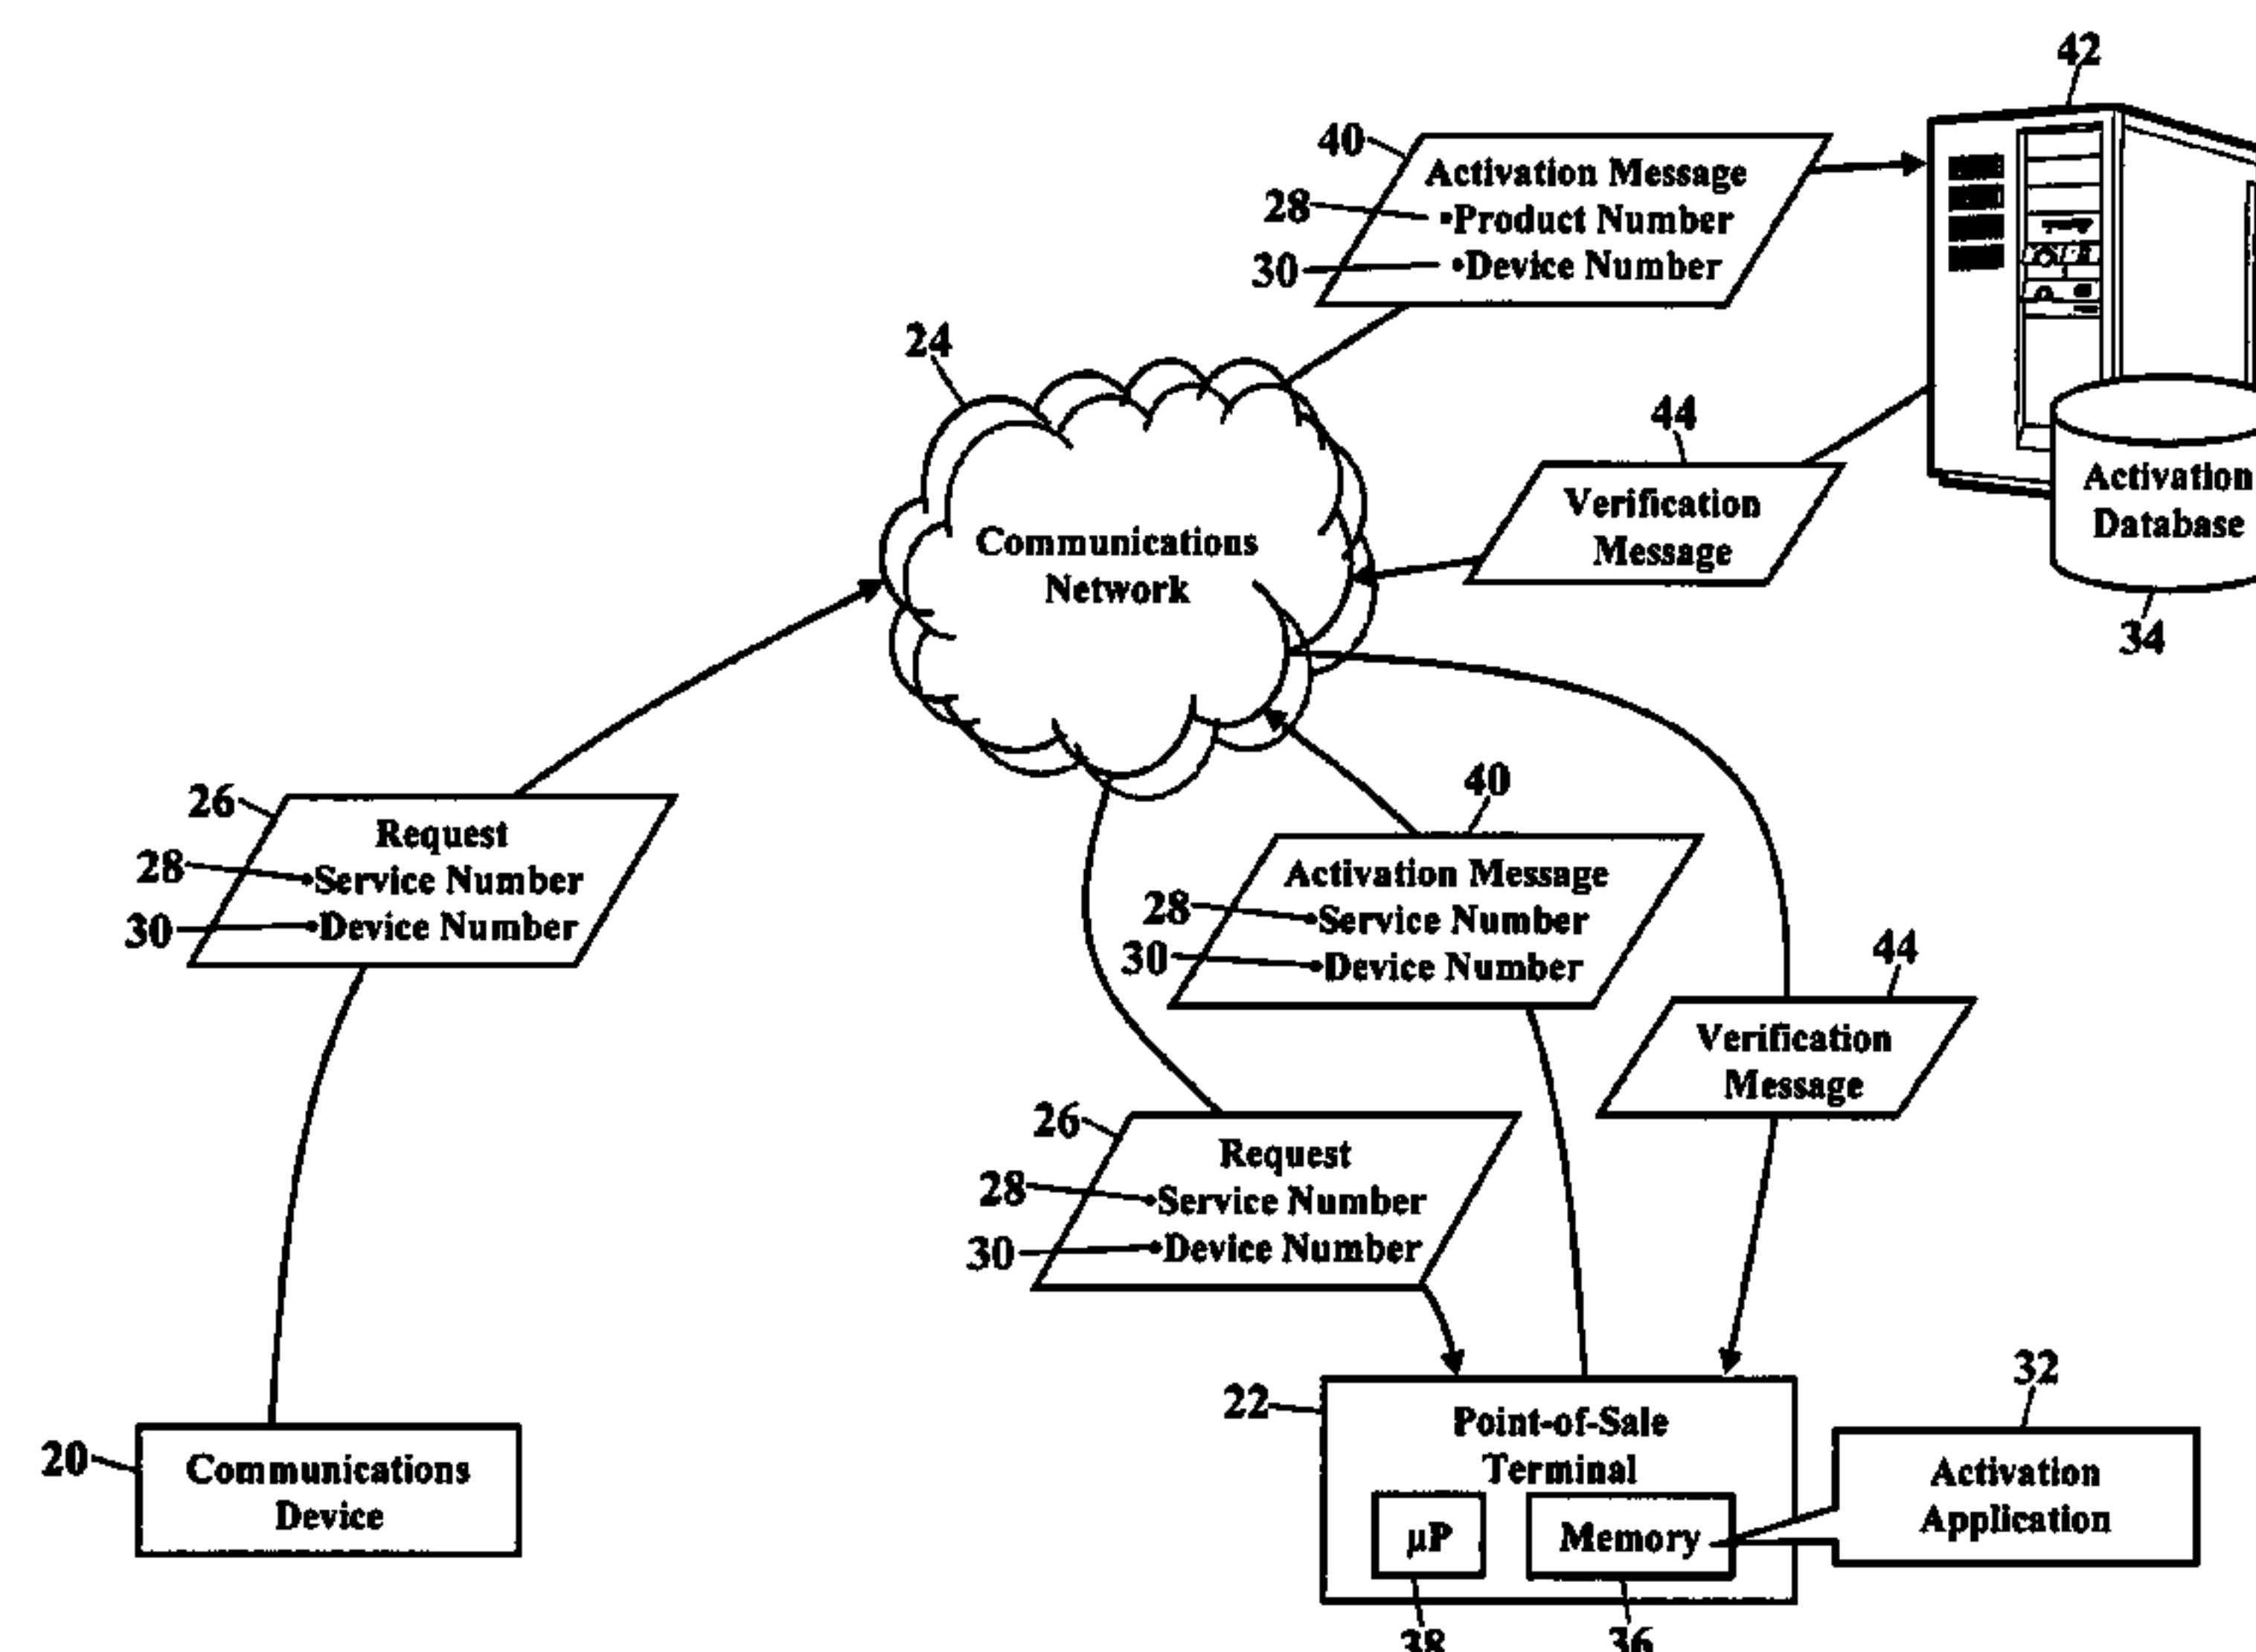 42
40
Activation Message
28
•Product Number
30
•Device Number
24
44
Verification
Message
Activation
Database
34
Communications
Network
26
Request
28
•Service Number
30
•Device Number
40
Activation Message
28
•Service Number
30
•Device Number
44
Verification
Message
26
Request
28
•Service Number
30
•Device Number
22
Point-of-Sale
Terminal
32
20
Communications
Device
µP
Memory
Activation
Application
38
36